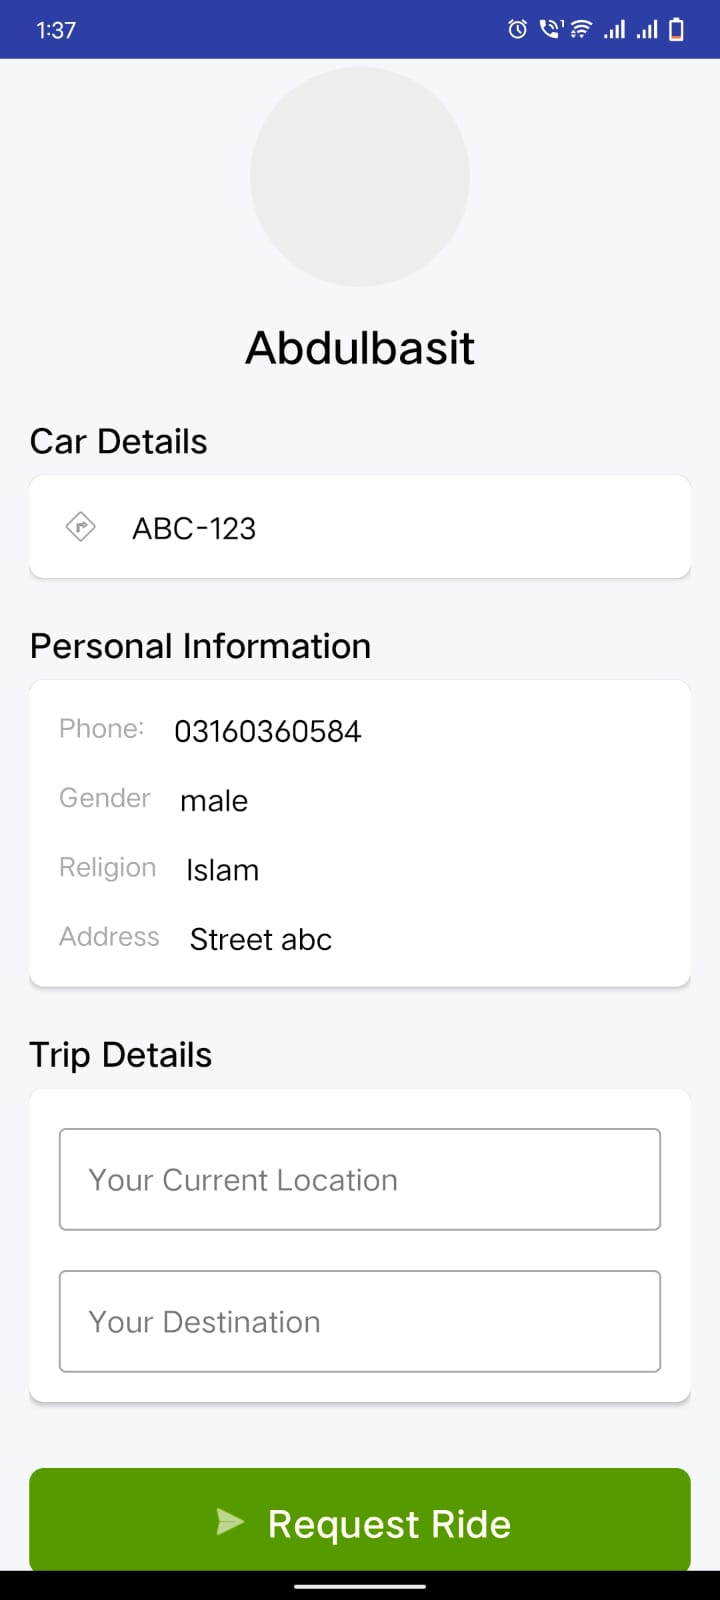 1:37
Abdulbasit
Car Details
ABC-123
Personal Information
Phone: 03160360584
Gender male
Religion Islam
Address Street abc
Trip Details
Your Current Location
Your Destination
Request Ride